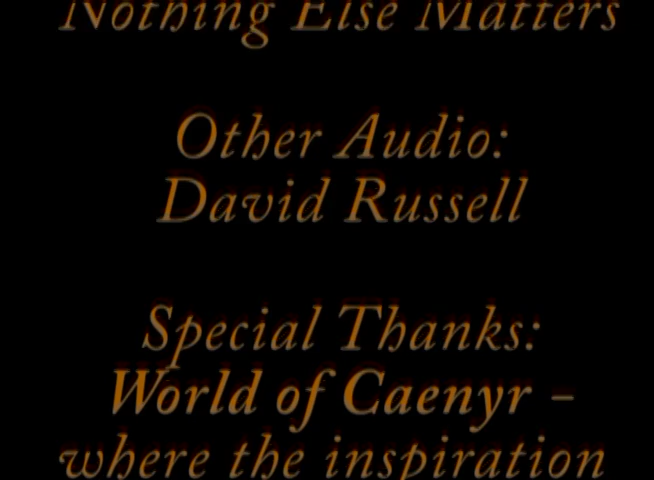 Nothing Else Matters
Other Audio:
David Russell
Special Thanks:
World of Caenyr –
where the inspiration